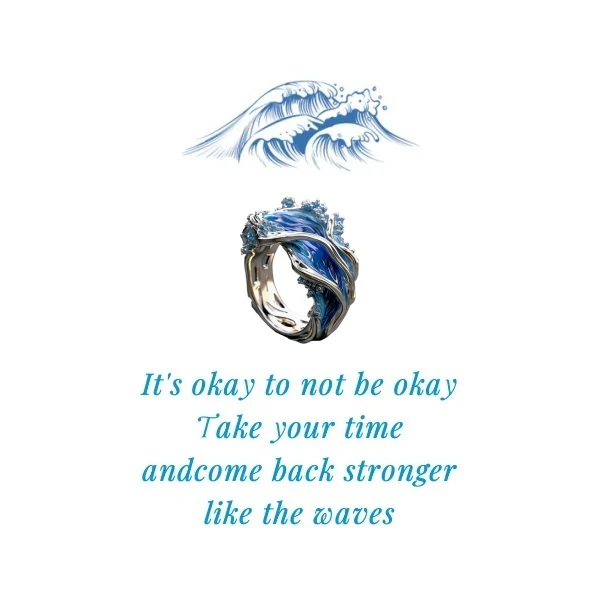 It's okay to not be okay
Take your time
andcome back stronger
like the waves